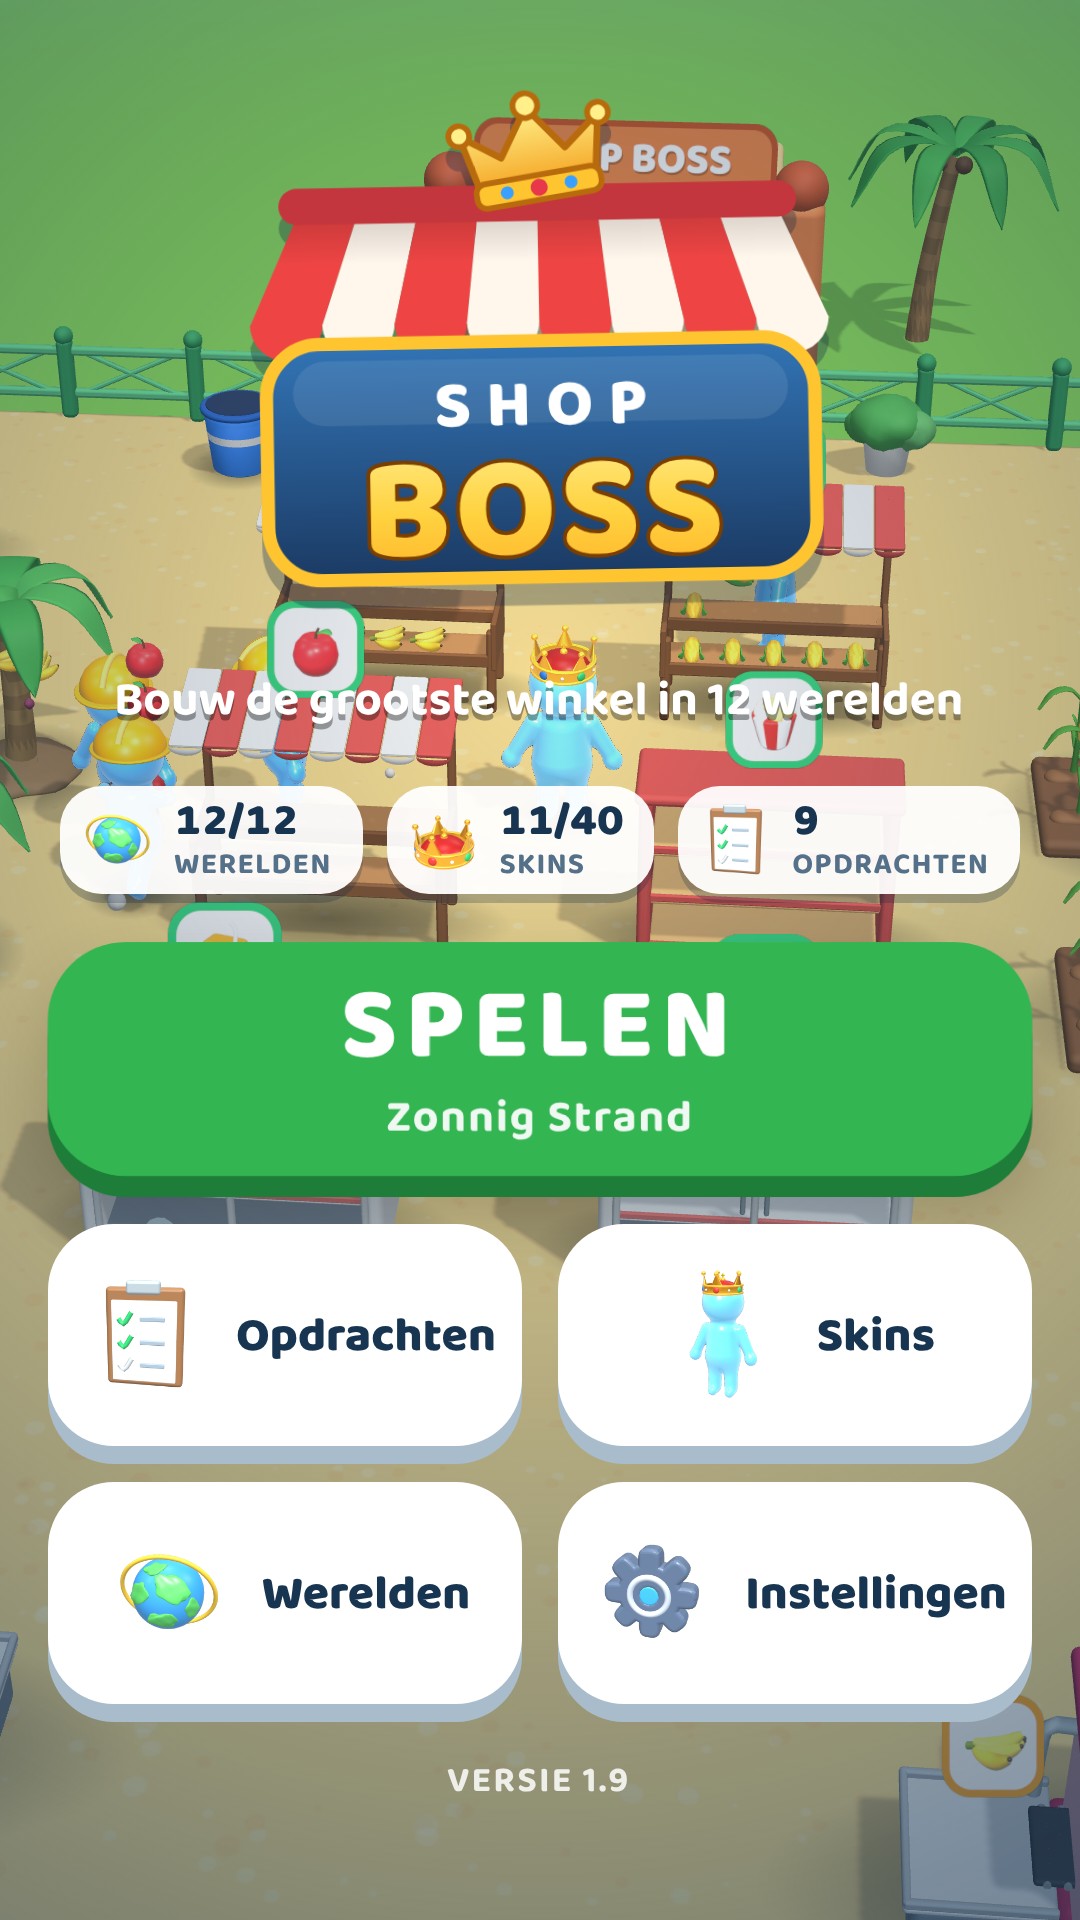 P BOSS
SHOP
BOSS
Bouw de grootste winkel in 12 werelden
12/12
WERELDEN
11/40
SKINS
9
OPDRACHTEN
SPELEN
Zonnig Strand
Opdrachten
Skins
Werelden
Instellingen
VERSIE 1.9